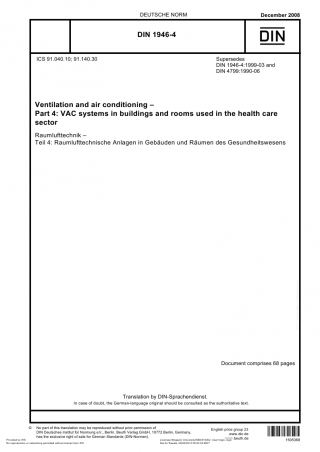 DEUTSCHE NORM
December 2008
DIN 1946-4
DIN
ICS 91.040.10; 91.140.30
Supersedes
DIN 1946-4:1999-03 and
DIN 4799:1990-06
Ventilation and air conditioning –
Part 4: VAC systems in buildings and rooms used in the health care
sector
Raumlufttechnik –
Teil 4: Raumlufttechnische Anlagen in Gebäuden und Räumen des Gesundheitswesens
Document comprises 68 pages
Translation by DIN-Sprachendienst.
In case of doubt, the German-language original should be consulted as the authoritative text.
© No part of this translation may be reproduced without prior permission of
DIN Deutsches Institut für Normung e.V., Berlin. Beuth Verlag GmbH, 10772 Berlin, Germany,
has the exclusive right of sale for German Standards (DIN-Normen).
English price group 23
www.din.de
www.beuth.de